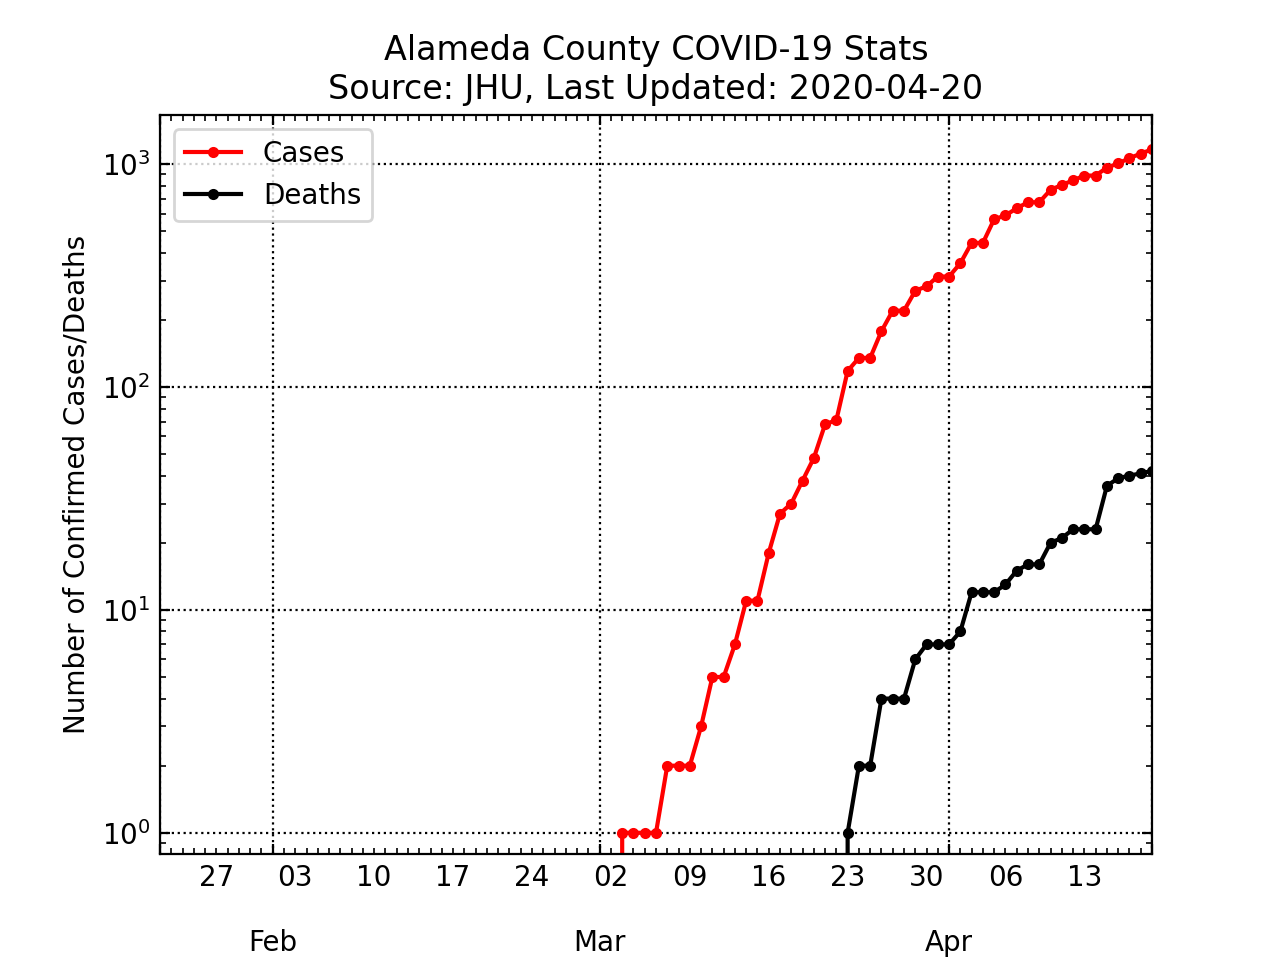 Alameda County COVID-19 Stats
Source: JHU, Last Updated: 2020-04-20
Cases
Deaths
Number of Confirmed Cases/Deaths
10³
10²
10¹
10⁰
27 03 10 17 24 02 09 16 23 30 06 13
Feb Mar Apr